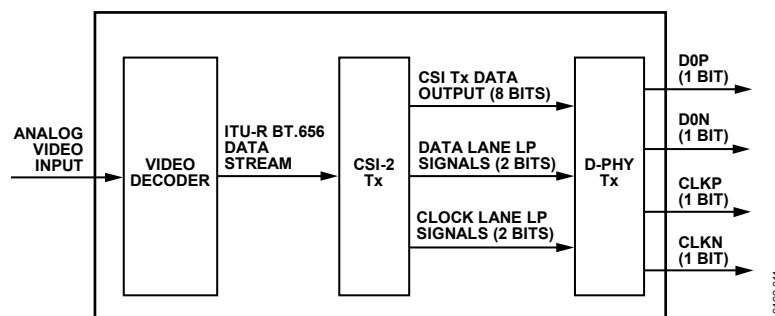 ANALOG
VIDEO
INPUT
VIDEO
DECODER
ITU-R BT.656
DATA
STREAM
CSI-2
Tx
CSI Tx DATA
OUTPUT (8 BITS)
DATA LANE LP
SIGNALS (2 BITS)
CLOCK LANE LP
SIGNALS (2 BITS)
D-PHY
Tx
D0P
(1 BIT)
D0N
(1 BIT)
CLKP
(1 BIT)
CLKN
(1 BIT)